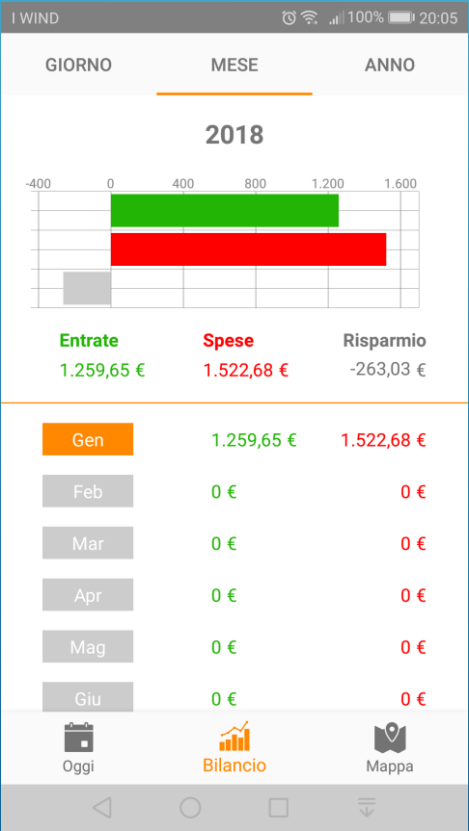 I WIND 100% 20:05
GIORNO MESE ANNO
2018
-400 0 400 800 1.200 1.600
Entrate Spese Risparmio
1.259,65 € 1.522,68 € -263,03 €
Gen 1.259,65 € 1.522,68 €
Feb 0 € 0 €
Mar 0 € 0 €
Apr 0 € 0 €
Mag 0 € 0 €
Giu 0 € 0 €
Oggi Bilancio Mappa